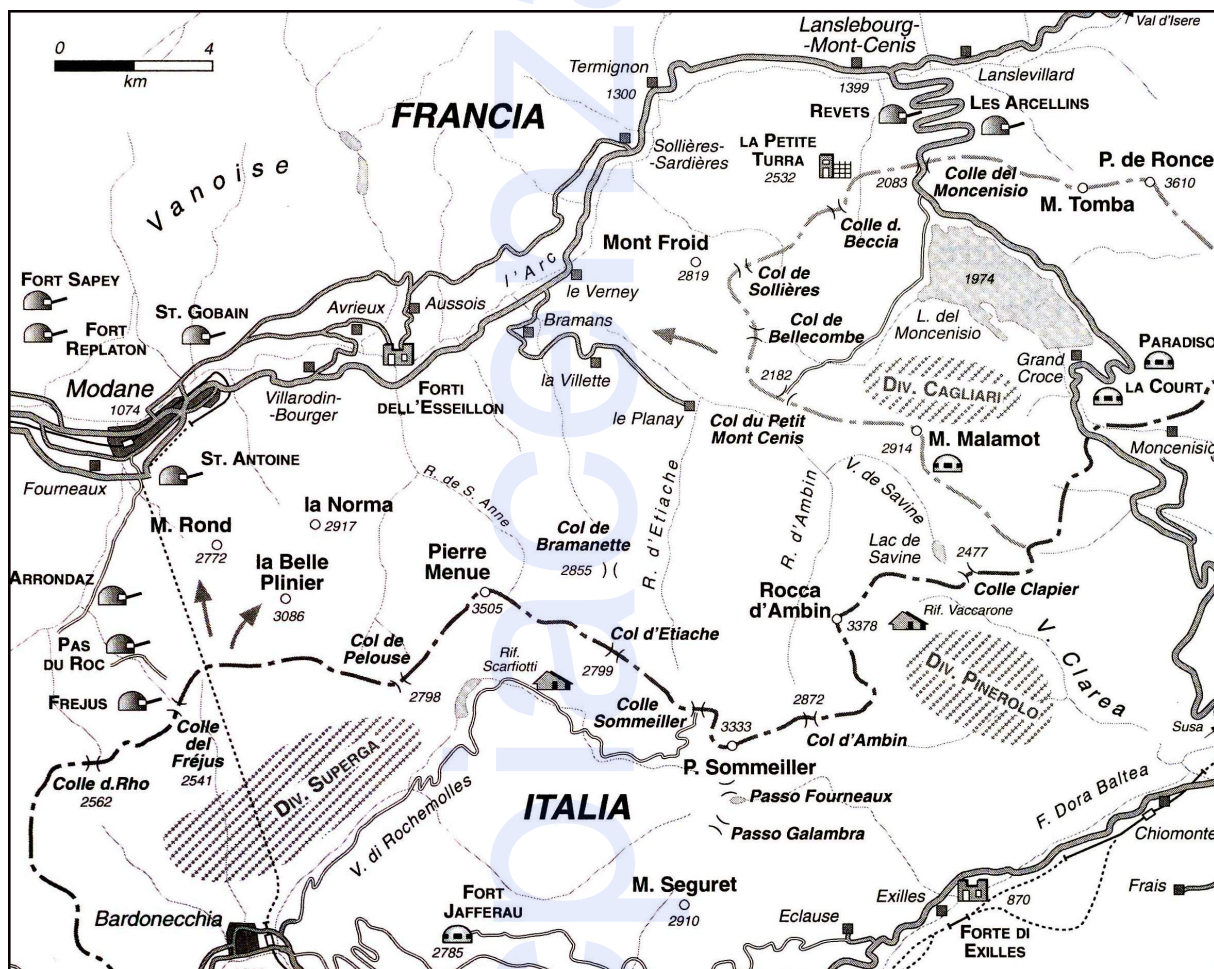 0 4
km
FRANCIA
Vanoise
Val d'Isere
Lanslebourg-
-Mont-Cenis
1399
Lanslevillard
Termignon
1300
REVETS
LES ARCELLINS
Sollières-
-Sardières
LA PETITE
TURRA
2532
2083
Colle del
Moncenisio
P. de Ronce
3610
M. Tomba
Colle d.
Beccia
Mont Froid
2819
Col de
Sollières
1974
L. del
Moncenisio
Col de
Bellecombe
l'Arc
le Verney
Bramans
la Villette
le Planay
FORT SAPEY
FORT
REPLATON
ST. GOBAIN
Avrieux
Aussois
Modane
1074
Villarodin-
-Bourger
FORTI
DELL'ESSEILLON
2182
Col du Petit
Mont Cenis
DIV. CAGLIARI
Grand
Croce
PARADISO
LA COURT
M. Malamot
2914
Moncenisio
Fourneaux
ST. ANTOINE
M. Rond
2772
la Norma
2917
la Belle
Plinier
3086
R. de S. Anne
Col de
Bramanette
2855
R. d'Etiache
R. d'Ambin
V. de Savine
Lac de
Savine
2477
Colle Clapier
Pierre
Menue
3505
Rocca
d'Ambin
3378
Rif. Vaccarone
V. Clarea
ARRONDAZ
PAS
DU ROC
FREJUS
Col de
Pelouse
2798
Rif.
Scarfiotti
Col d'Etiache
2799
Colle
Sommeiller
3333
2872
Col d'Ambin
DIV. PINEROLO
Susa
Colle
del
Fréjus
2541
Colle d.Rho
2562
DIV. SUPERGA
V. di Rochemolles
P. Sommeiller
ITALIA
Passo Fourneaux
Passo Galambra
F. Dora Baltea
Chiomonte
Bardonecchia
FORT
JAFFERAU
2785
M. Seguret
2910
Eclause
Exilles
870
FORTE DI
EXILLES
Frais
piacenz